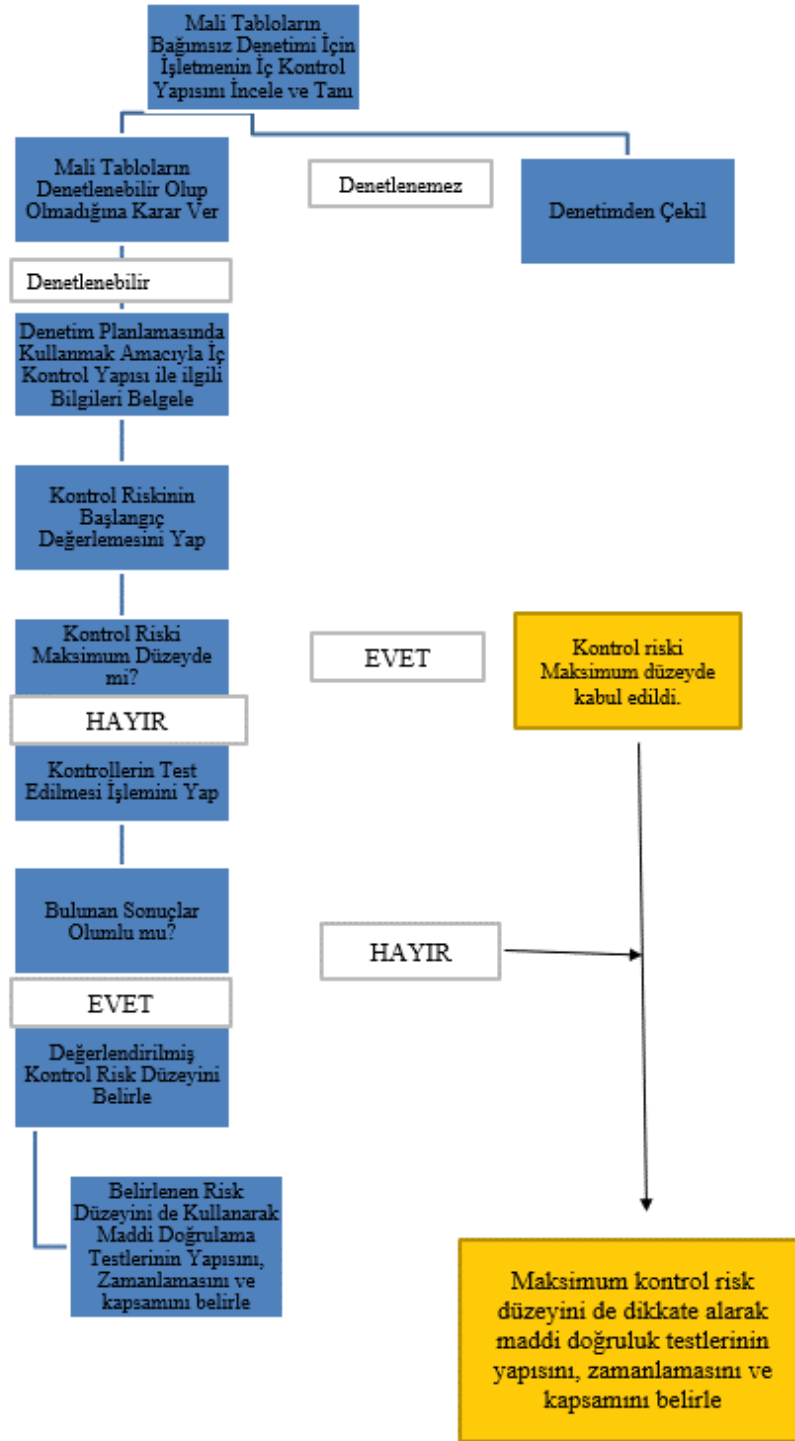 Mali Tabloların
Bağımsız Denetimi İçin
İşletmenin İç Kontrol
Yapısını İncele ve Tanı
Mali Tabloların
Denetlenebilir Olup
Olmadığına Karar Ver
Denetlenemez
Denetimden Çekil
Denetlenebilir
Denetim Planlamasında
Kullanmak Amacıyla İç
Kontrol Yapısı ile ilgili
Bilgileri Belgele
Kontrol Riskinin
Başlangıç
Değerlemesini Yap
Kontrol Riski
Maksimum Düzeyde
mi?
EVET
Kontrol riski
Maksimum düzeyde
kabul edildi.
HAYIR
Kontrollerin Test
Edilmesi İşlemini Yap
Bulunan Sonuçlar
Olumlu mu?
HAYIR
EVET
Değerlendirilmiş
Kontrol Risk Düzeyini
Belirle
Belirlenen Risk
Düzeyini de Kullanarak
Maddi Doğrulama
Testlerinin Yapısını,
Zamanlamasını ve
kapsamını belirle
Maksimum kontrol risk
düzeyini de dikkate alarak
maddi doğruluk testlerinin
yapısını, zamanlamasını ve
kapsamını belirle